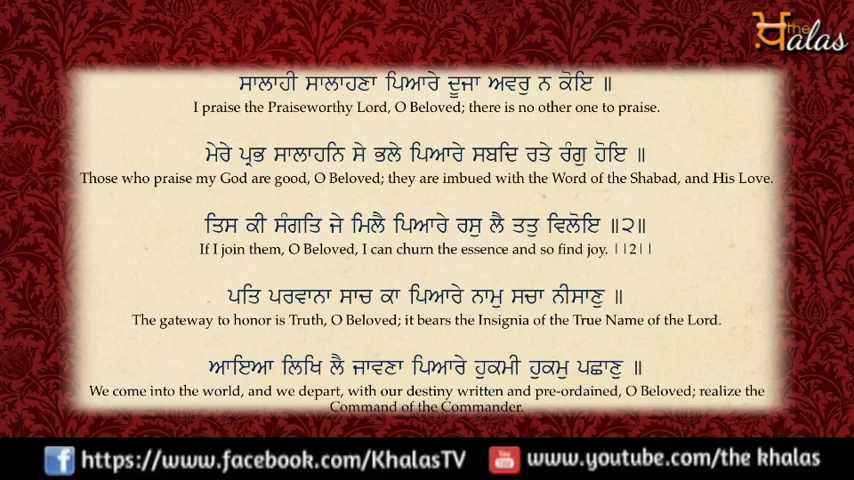 ਖ the
alas
ਸਾਲਾਹੀ ਸਾਲਾਹਣਾ ਪਿਆਰੇ ਦੂਜਾ ਅਵਰੁ ਨ ਕੋਇ ॥
I praise the Praiseworthy Lord, O Beloved; there is no other one to praise.
ਮੇਰੇ ਪ੍ਰਭ ਸਾਲਾਹਨਿ ਸੇ ਭਲੇ ਪਿਆਰੇ ਸਬਦਿ ਰਤੇ ਰੰਗੁ ਹੋਇ ॥
Those who praise my God are good, O Beloved; they are imbued with the Word of the Shabad, and His Love.
ਤਿਸ ਕੀ ਸੰਗਤਿ ਜੇ ਮਿਲੈ ਪਿਆਰੇ ਰਸੁ ਲੈ ਤਤੁ ਵਿਲੋਇ ॥੨॥
If I join them, O Beloved, I can churn the essence and so find joy. ||2||
ਪਤਿ ਪਰਵਾਨਾ ਸਾਚ ਕਾ ਪਿਆਰੇ ਨਾਮੁ ਸਚਾ ਨੀਸਾਣੁ ॥
The gateway to honor is Truth, O Beloved; it bears the Insignia of the True Name of the Lord.
ਆਇਆ ਲਿਖਿ ਲੈ ਜਾਵਣਾ ਪਿਆਰੇ ਹੁਕਮੀ ਹੁਕਮੁ ਪਛਾਣੁ ॥
We come into the world, and we depart, with our destiny written and pre-ordained, O Beloved; realize the
Command of the Commander.
https://www.facebook.com/KhalasTV www.youtube.com/the khalas